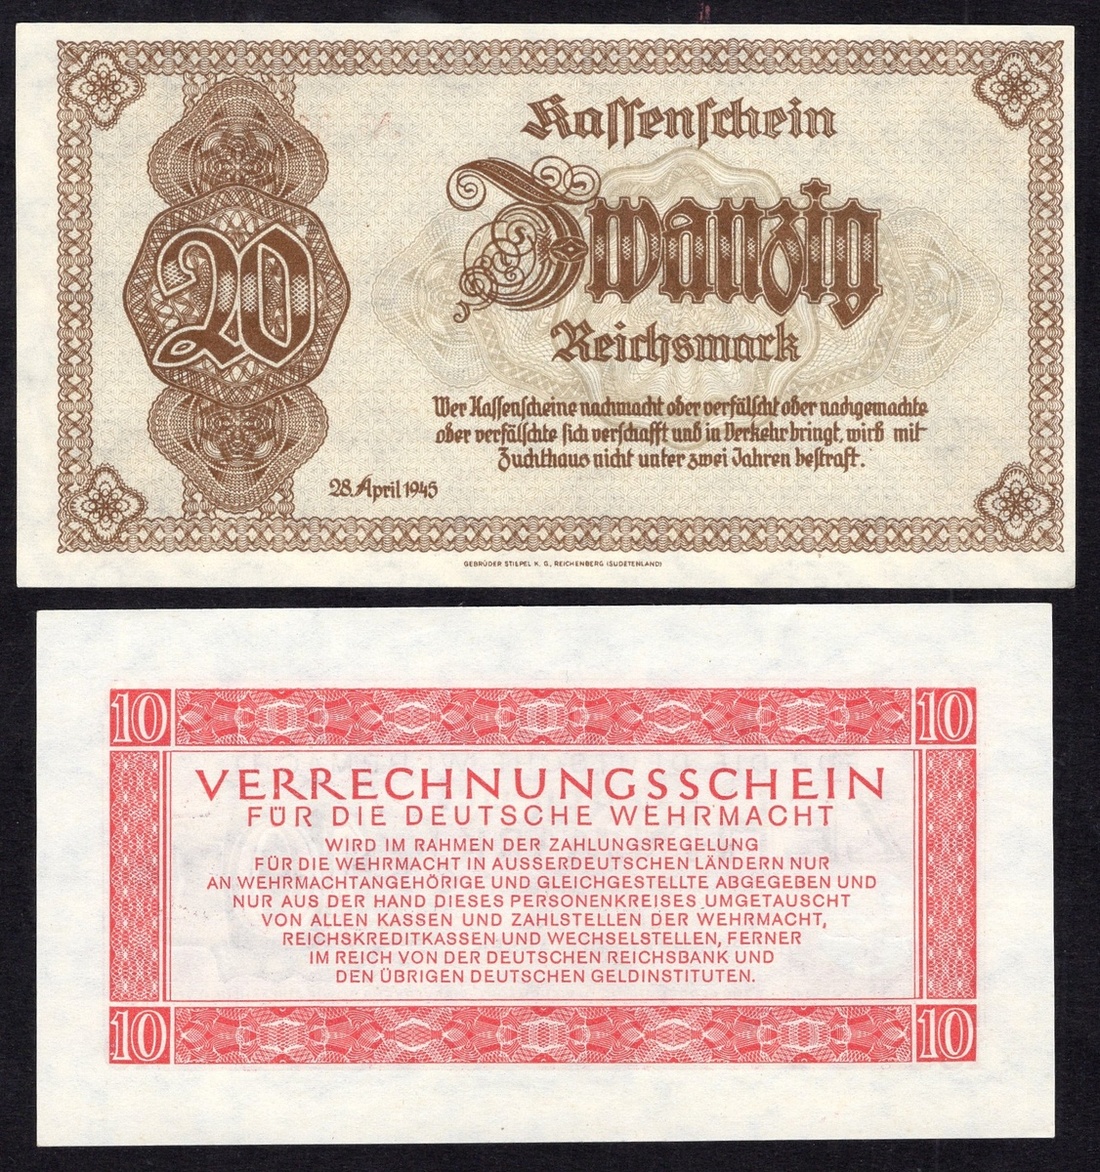 Kassenschein
20
Zwanzig
Reichsmark
Wer Kassenscheine nachmacht oder verfälscht oder nachgemachte
oder verfälschte sich verschafft und in Verkehr bringt, wird mit
Zuchthaus nicht unter zwei Jahren bestraft.
28. April 1945
GEBRÜDER STIEPEL K. G., REICHENBERG (SUDETENLAND)
10 10
VERRECHNUNGSSCHEIN
FÜR DIE DEUTSCHE WEHRMACHT
WIRD IM RAHMEN DER ZAHLUNGSREGELUNG
FÜR DIE WEHRMACHT IN AUSSERDEUTSCHEN LÄNDERN NUR
AN WEHRMACHTANGEHÖRIGE UND GLEICHGESTELLTE ABGEGEBEN UND
NUR AUS DER HAND DIESES PERSONENKREISES UMGETAUSCHT
VON ALLEN KASSEN UND ZAHLSTELLEN DER WEHRMACHT,
REICHSKREDITKASSEN UND WECHSELSTELLEN, FERNER
IM REICH VON DER DEUTSCHEN REICHSBANK UND
DEN ÜBRIGEN DEUTSCHEN GELDINSTITUTEN.
10 10